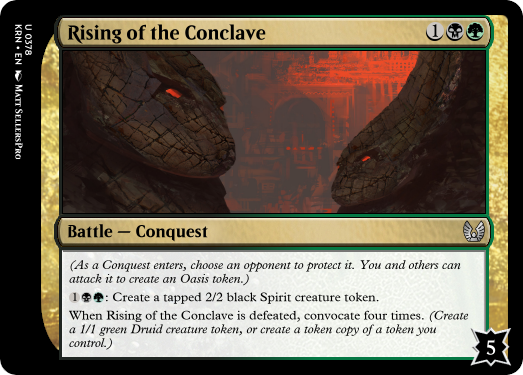 Rising of the Conclave
1
Battle — Conquest
(As a Conquest enters, choose an opponent to protect it. You and others can
attack it to create an Oasis token.)
1: Create a tapped 2/2 black Spirit creature token.
When Rising of the Conclave is defeated, convocate four times. (Create
a 1/1 green Druid creature token, or create a token copy of a token you
control.)
5
U 0378
KRN • EN Matt SellersPro